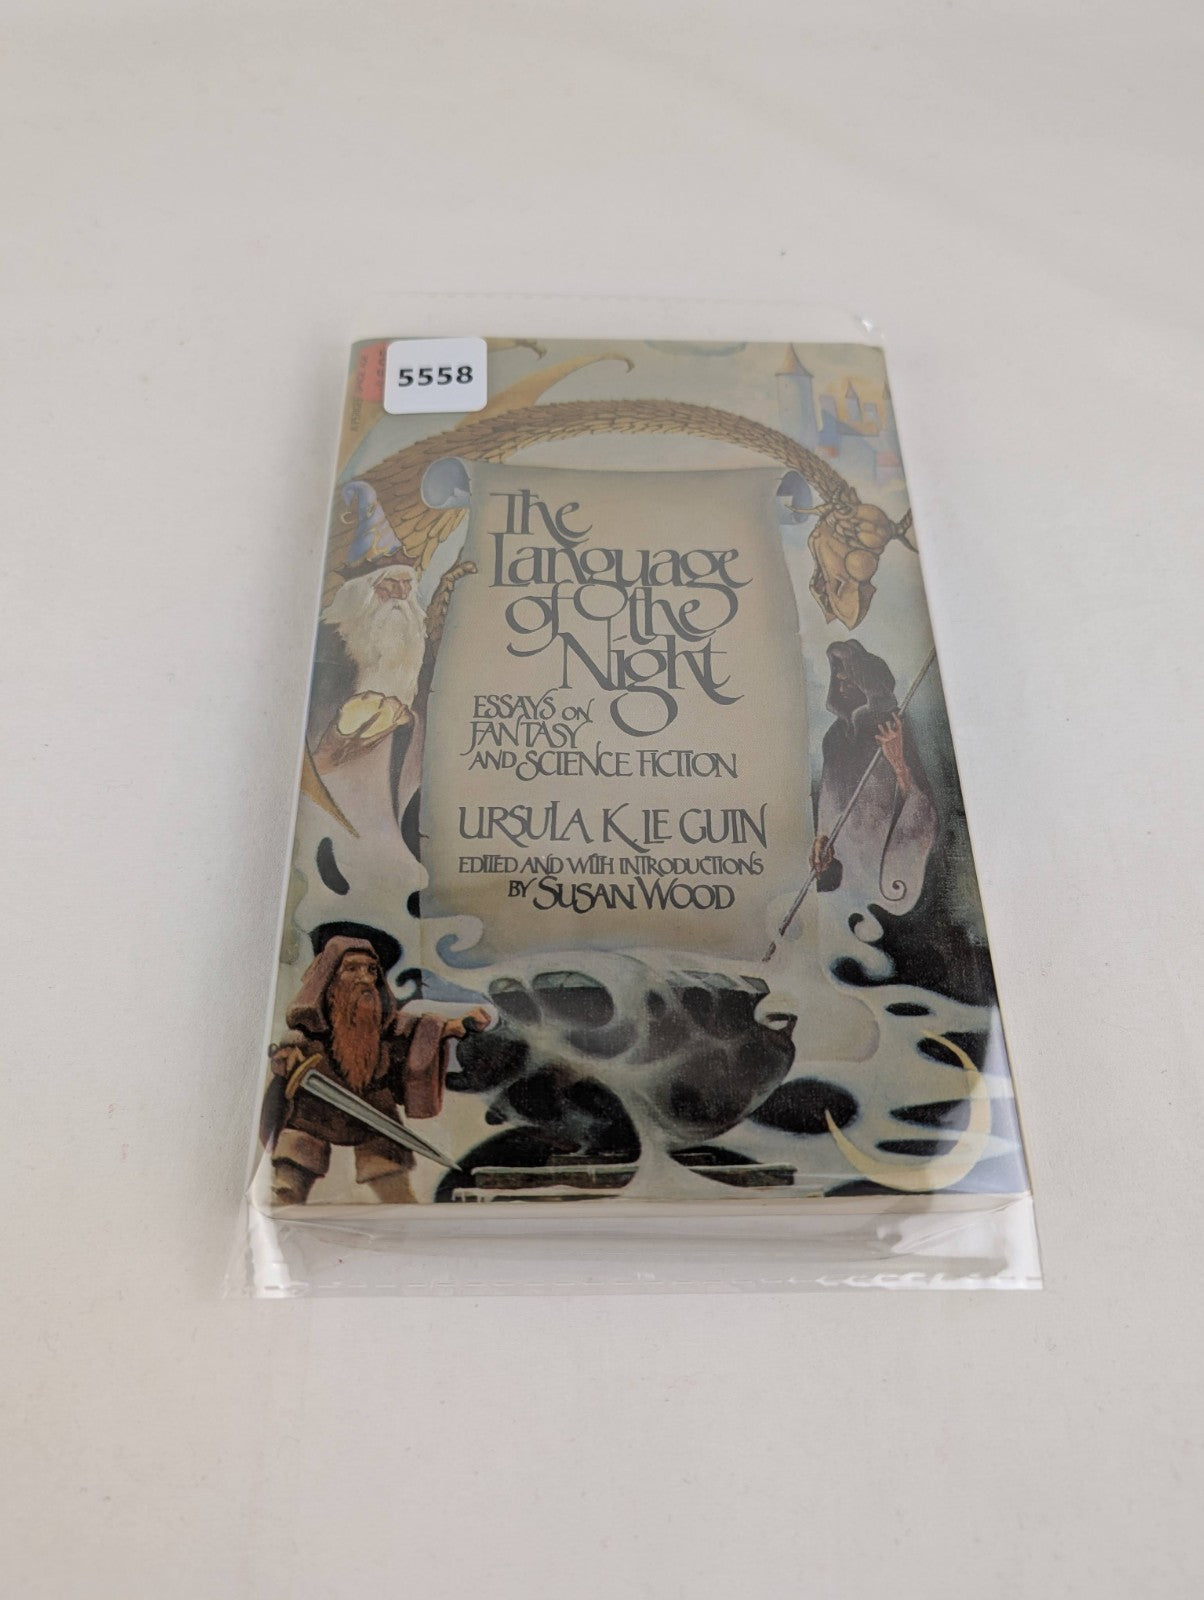 5558
The
Language
of the
Night
ESSAYS ON
FANTASY
AND SCIENCE FICTION
URSULA K. LE GUIN
EDITED AND WITH INTRODUCTIONS
BY SUSAN WOOD